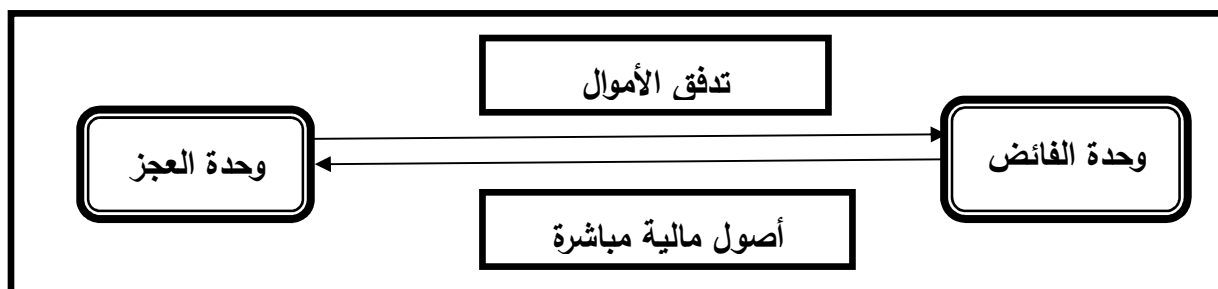 تدفق الأموال
وحدة الفائض
وحدة العجز
أصول مالية مباشرة